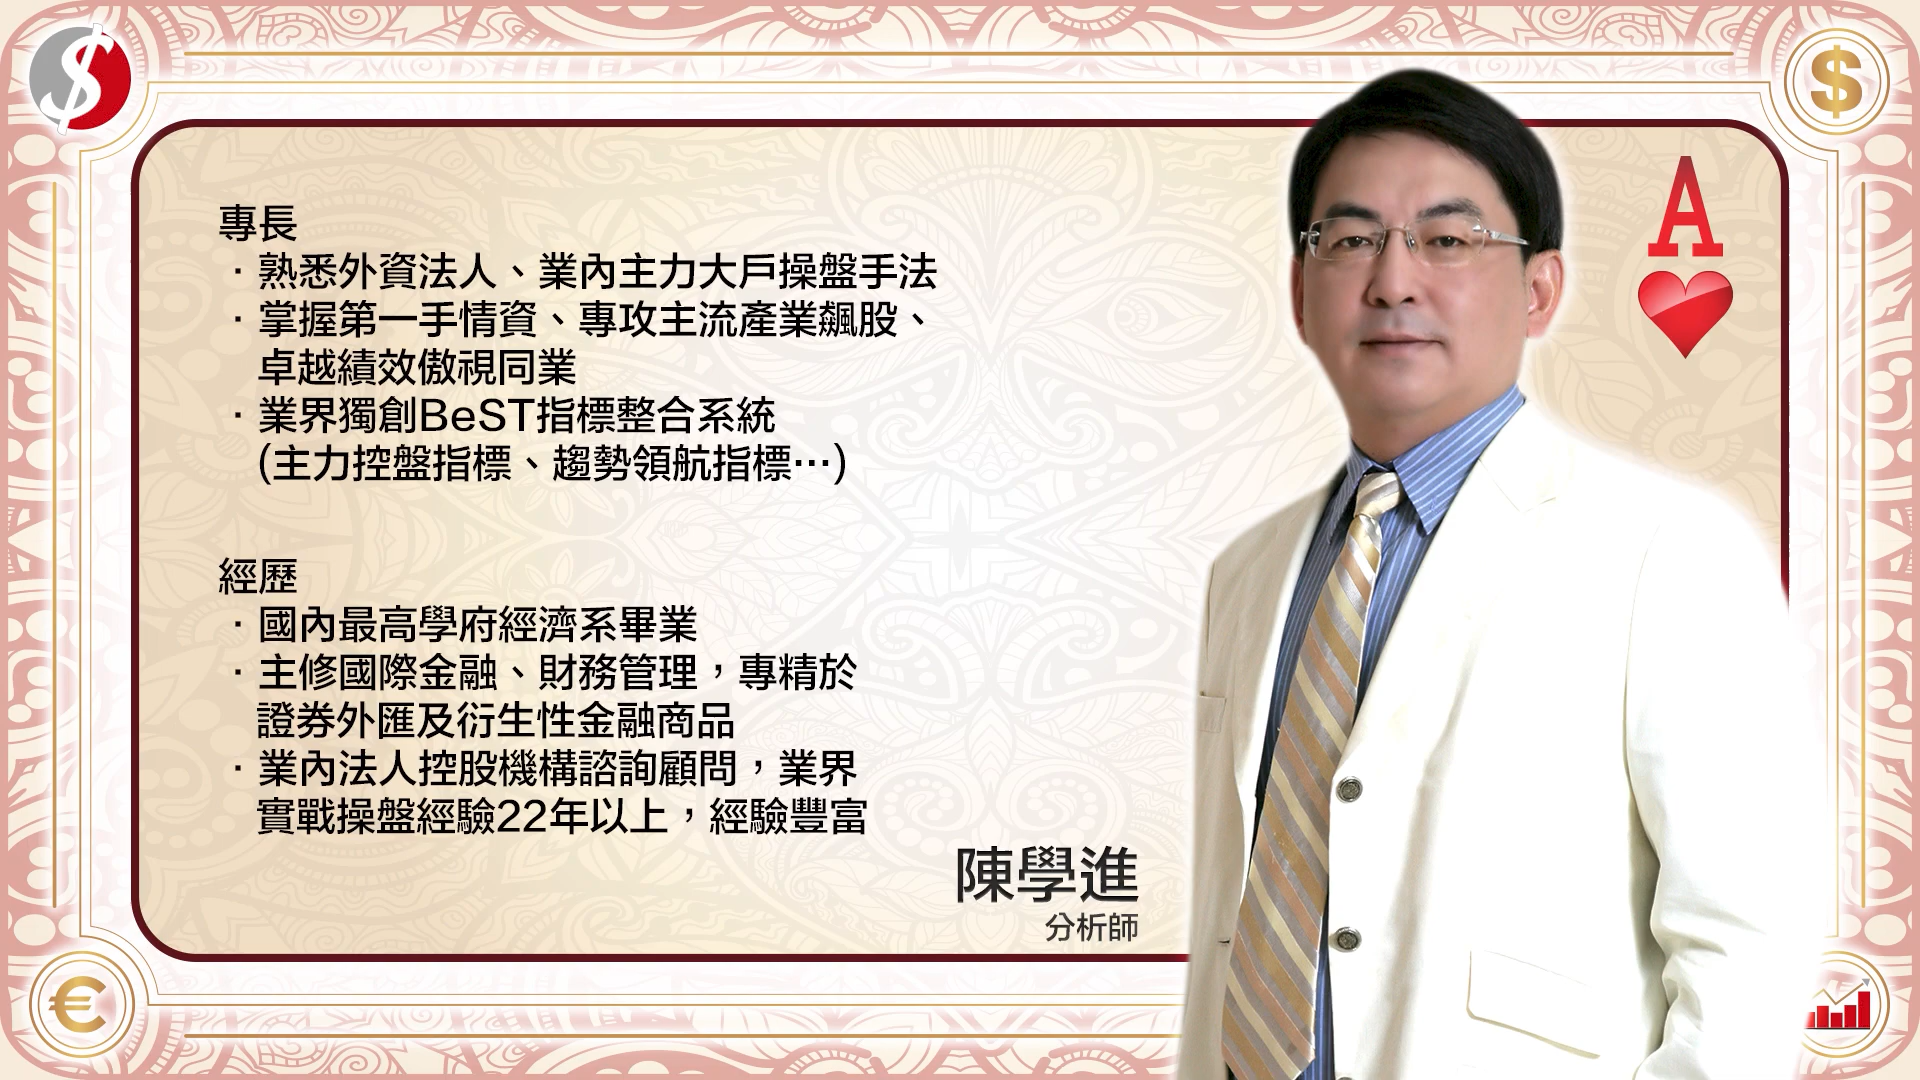 專長
·熟悉外資法人、業內主力大戶操盤手法
·掌握第一手情資、專攻主流產業飆股、
卓越績效傲視同業
·業界獨創BeST指標整合系統
(主力控盤指標、趨勢領航指標…)
經歷
·國內最高學府經濟系畢業
·主修國際金融、財務管理，專精於
證券外匯及衍生性金融商品
·業內法人控股機構諮詢顧問，業界
實戰操盤經驗22年以上，經驗豐富
陳學進
分析師
A
$
$
€